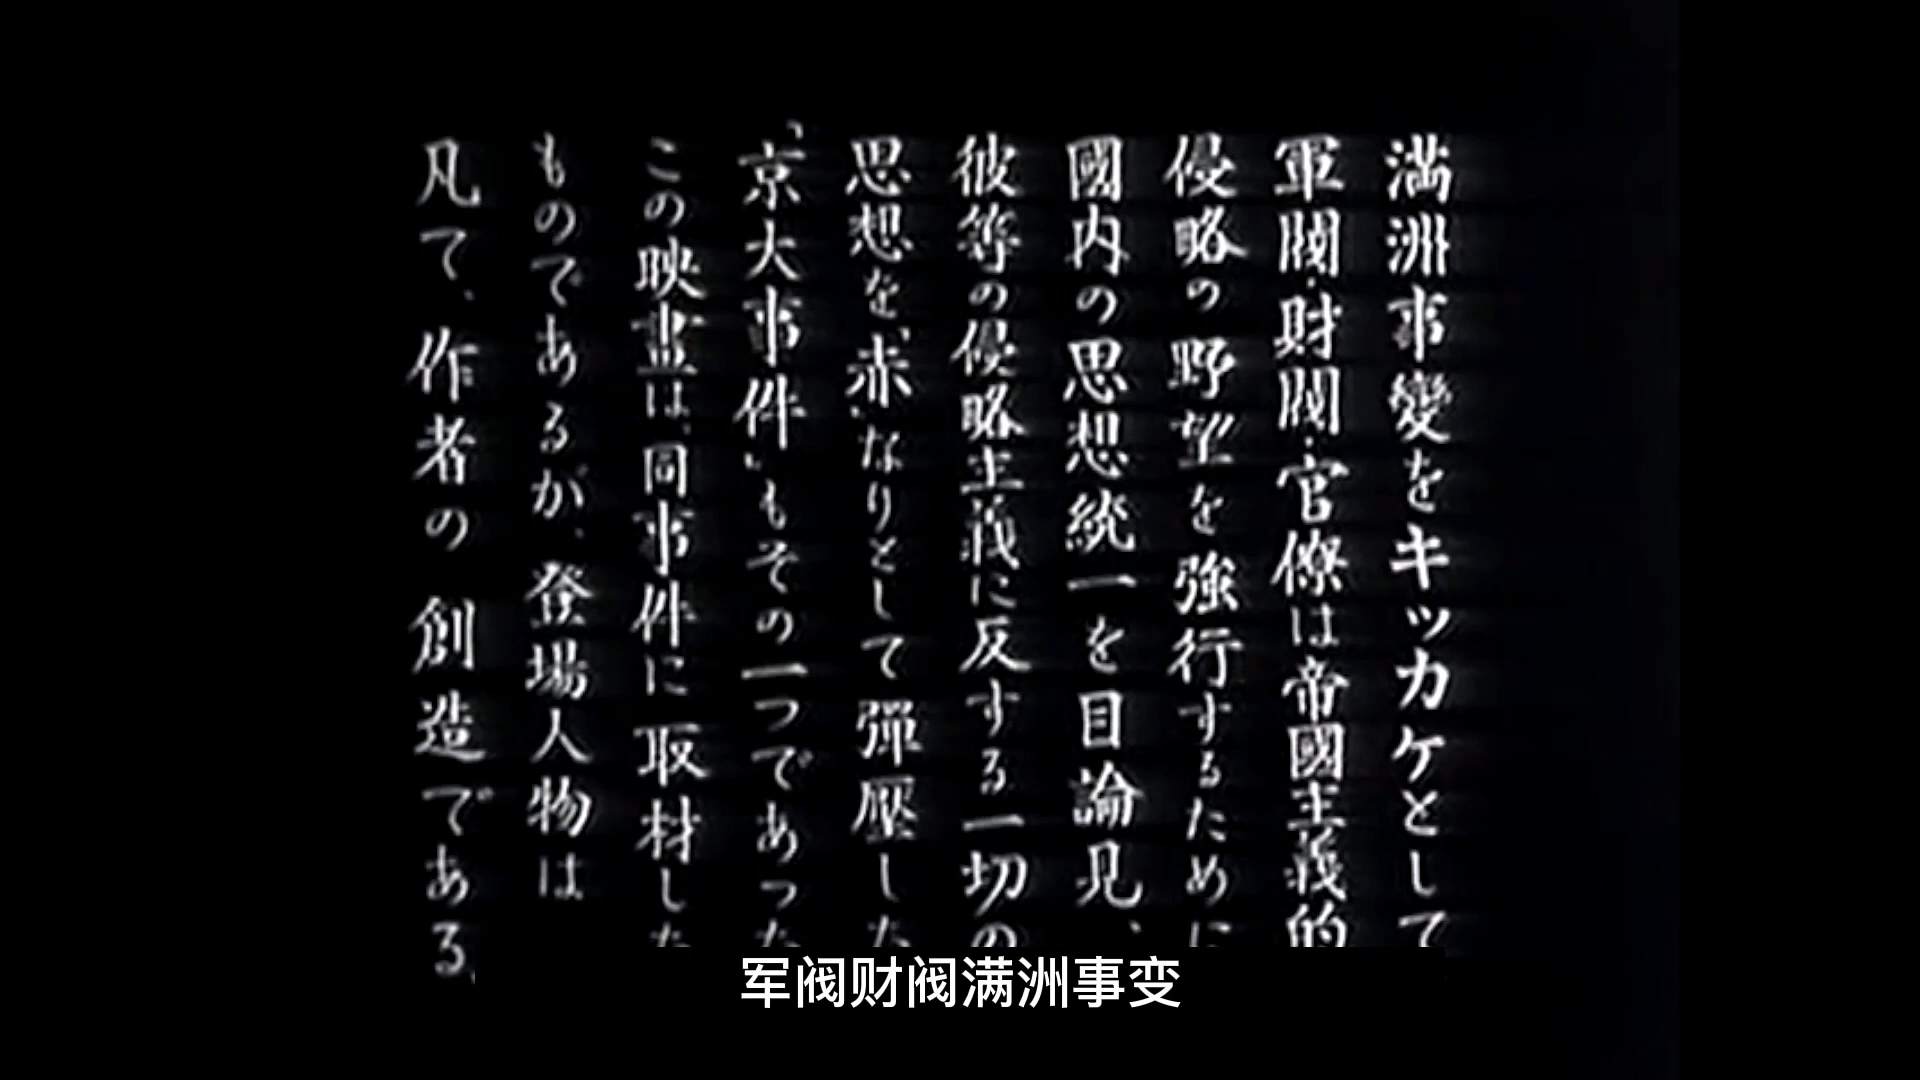 満洲事變をキッカケとして
軍閥・財閥・官僚は帝國主義的
侵略の野望を強行するために
國内の思想統一を目論見、
彼等の侵略主義に反する一切の
思想を〝赤〟なりとして彈壓した
〝京大事件〟もその一つであった
この映畫は、同事件に取材した
ものであるが、登場人物は
凡て、作者の創造である
军阀财阀满洲事变